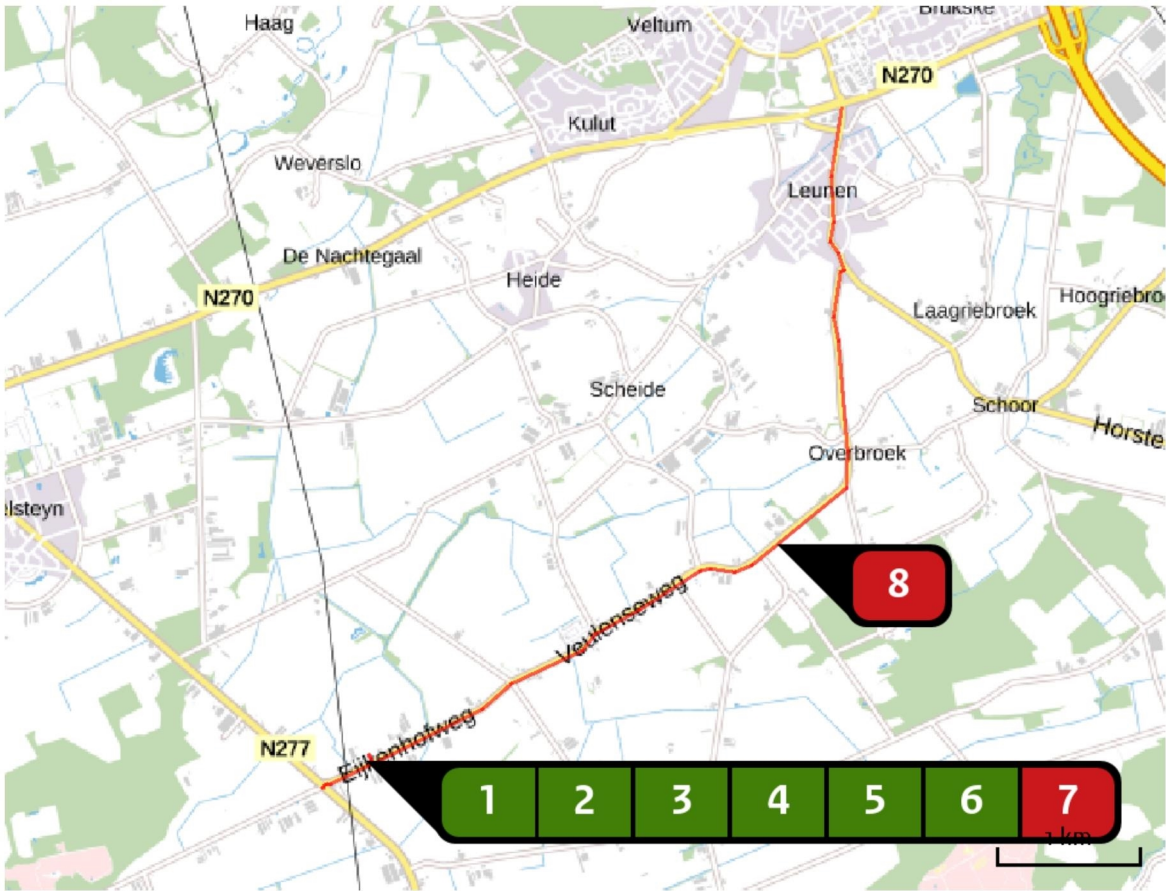 Haag
Veltum
Brukske
N270
Kulut
Weverslo
Leunen
De Nachtegaal
Heide
N270
Laagriebroek
Hoogriebro
Scheide
Schoor
Horste
Overbroek
elsteyn
8
Veulenseweg
Eijkenhofweg
N277
1 2 3 4 5 6 7
1 km